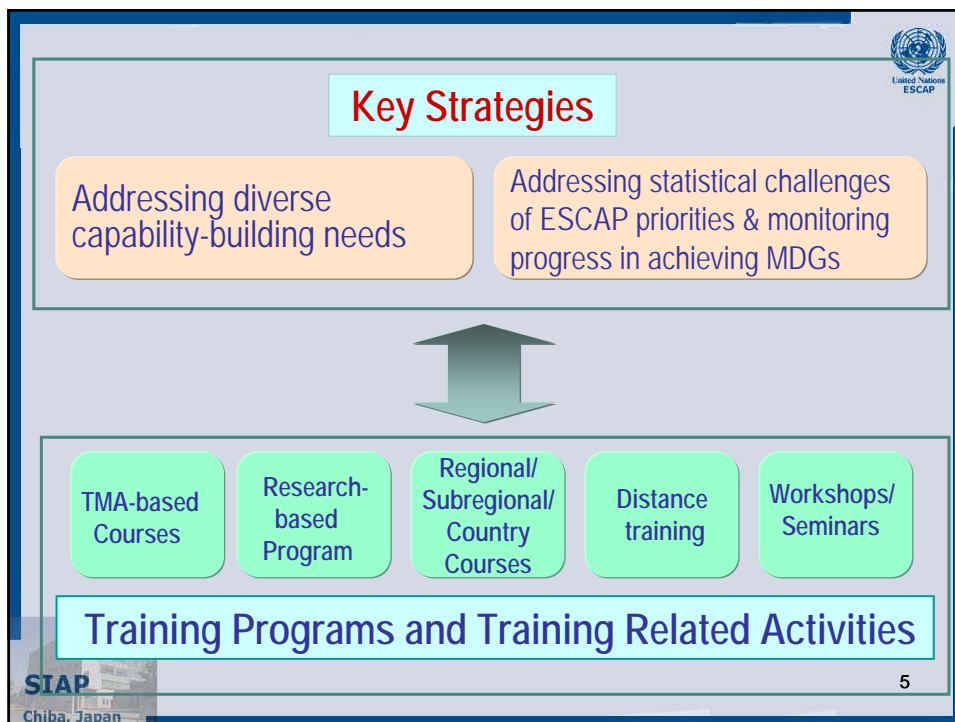 United Nations
ESCAP
Key Strategies
Addressing diverse
capability-building needs
Addressing statistical challenges
of ESCAP priorities & monitoring
progress in achieving MDGs
TMA-based
Courses
Research-
based
Program
Regional/
Subregional/
Country
Courses
Distance
training
Workshops/
Seminars
Training Programs and Training Related Activities
SIAP
Chiba, Japan
5